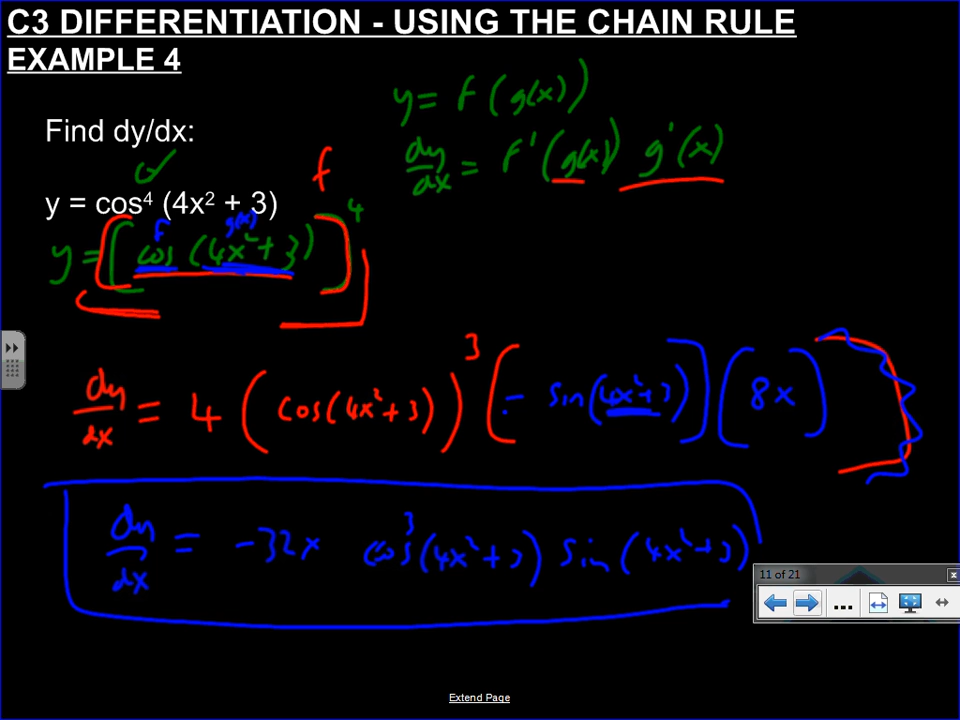 C3 DIFFERENTIATION - USING THE CHAIN RULE
EXAMPLE 4
y = f(g(x))
Find dy/dx:
dy/dx = f'(g(x)) g'(x)
f
y = cos⁴ (4x² + 3)
f g(x)
y = [cos (4x² + 3)]⁴
dy/dx = 4 (cos(4x² + 3))³ [- sin(4x² + 3)] [8x]
dy/dx = -32x cos³(4x² + 3) sin(4x² + 3)
11 of 21
...
Extend Page